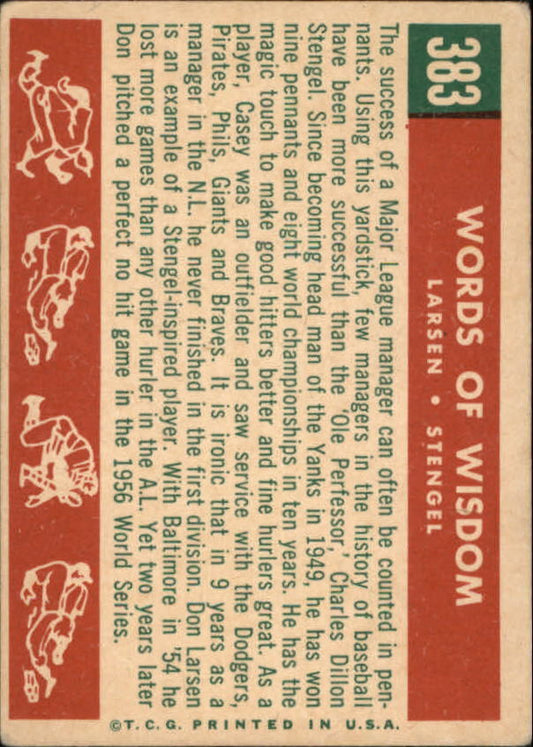 383
WORDS OF WISDOM
LARSEN • STENGEL
The success of a Major League manager can often be counted in pen-
nants. Using this yardstick, few managers in the history of baseball
have been more successful than the 'Ole Perfessor,' Charles Dillon
Stengel. Since becoming head man of the Yanks in 1949, he has won
nine pennants and eight world championships in ten years. He has the
magic touch to make good hitters better and fine hurlers great. As a
player, Casey was an outfielder and saw service with the Dodgers,
Pirates, Phils, Giants and Braves. It is ironic that in 9 years as a
manager in the N.L. he never finished in the first division. Don Larsen
is an example of a Stengel-inspired player. With Baltimore in '54 he
lost more games than any other hurler in the A.L. Yet two years later
Don pitched a perfect no hit game in the 1956 World Series.
©T.C.G. PRINTED IN U.S.A.